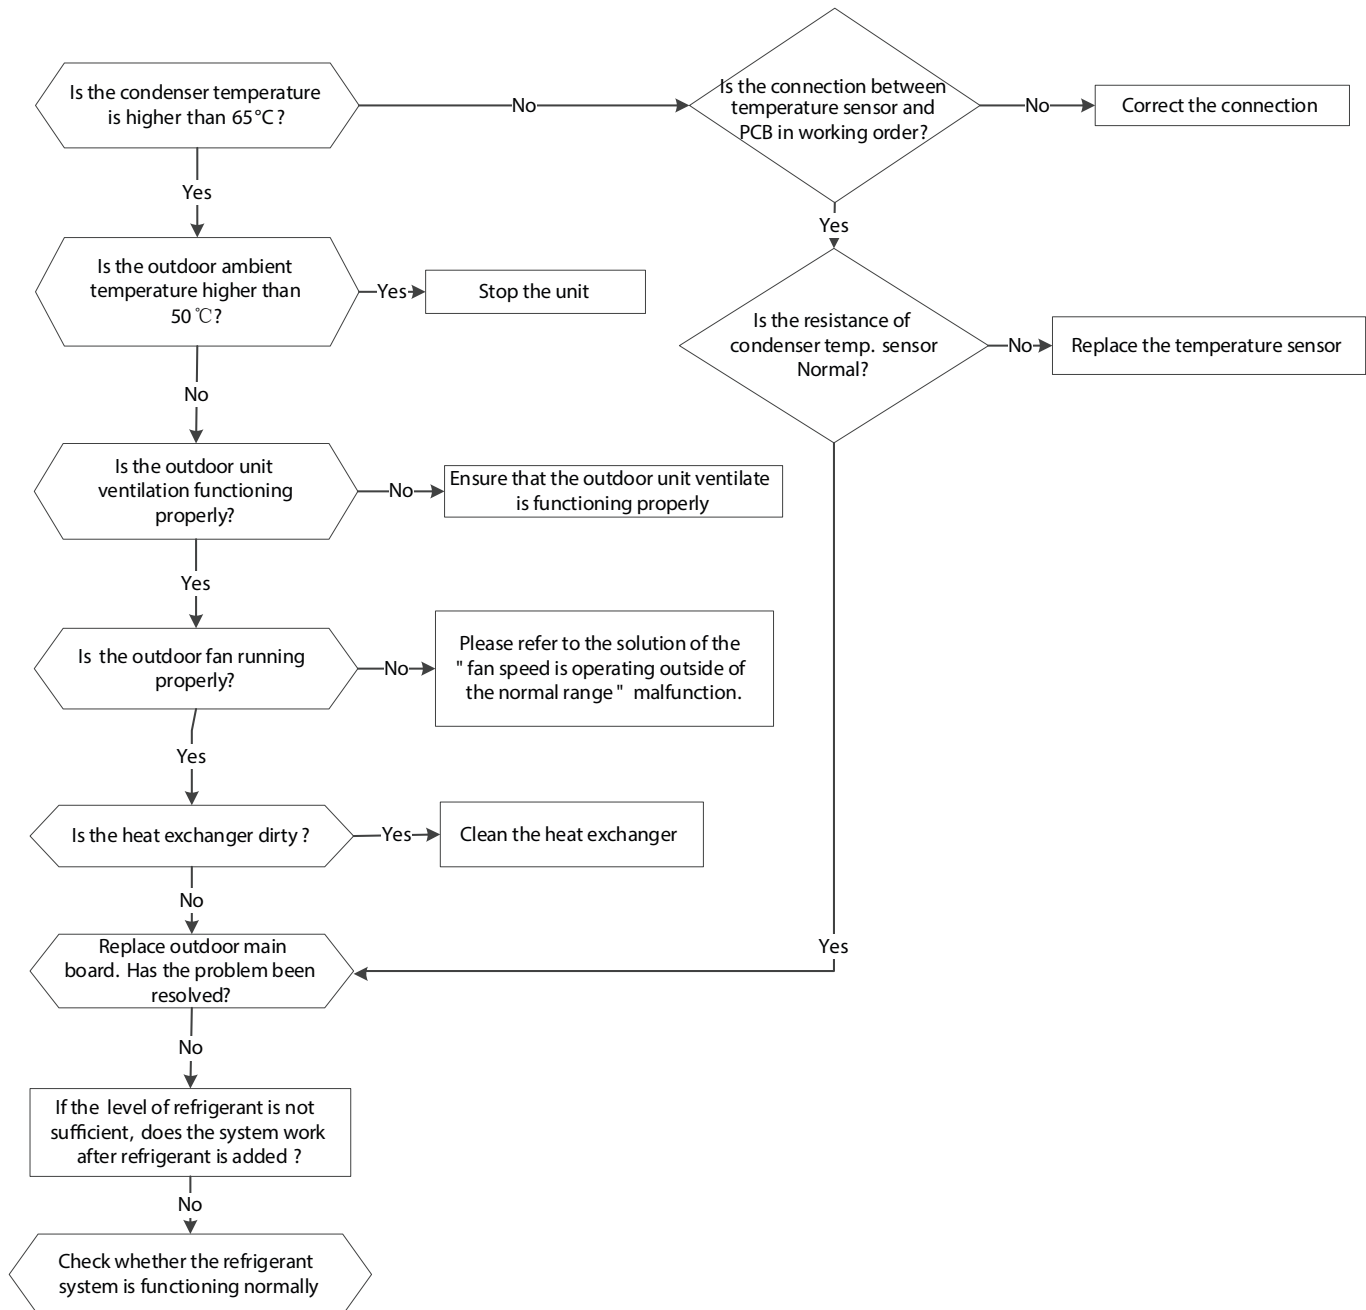 Is the condenser temperature
is higher than 65°C?
No
Is the connection between
temperature sensor and
PCB in working order?
No
Correct the connection
Yes
Yes
Is the outdoor ambient
temperature higher than
50℃?
Yes
Stop the unit
Is the resistance of
condenser temp. sensor
Normal?
No
Replace the temperature sensor
No
Is the outdoor unit
ventilation functioning
properly?
No
Ensure that the outdoor unit ventilate
is functioning properly
Yes
Is the outdoor fan running
properly?
No
Please refer to the solution of the
" fan speed is operating outside of
the normal range " malfunction.
Yes
Is the heat exchanger dirty ?
Yes
Clean the heat exchanger
No
Yes
Replace outdoor main
board. Has the problem been
resolved?
No
If the level of refrigerant is not
sufficient, does the system work
after refrigerant is added ?
No
Check whether the refrigerant
system is functioning normally